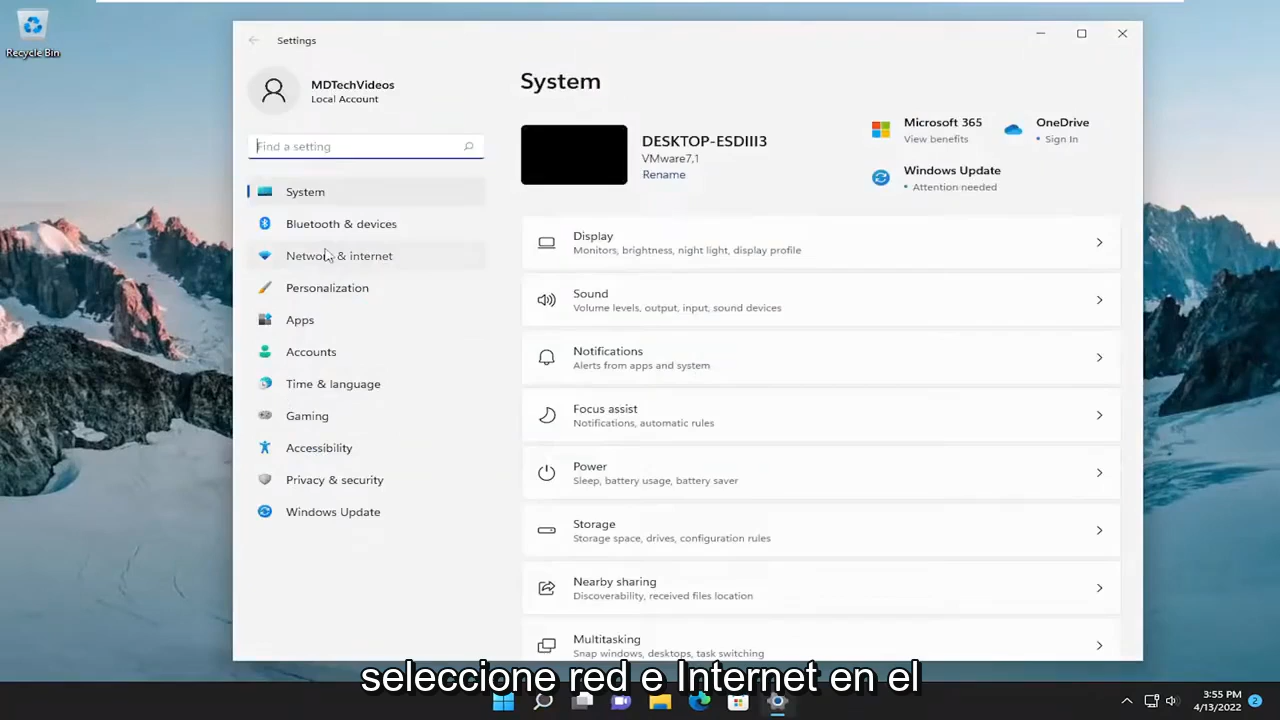 Recycle Bin
Settings
MDTechVideos
Local Account
Find a setting
System
Bluetooth & devices
Network & internet
Personalization
Apps
Accounts
Time & language
Gaming
Accessibility
Privacy & security
Windows Update
System
DESKTOP-ESDIII3
VMware7,1
Rename
Microsoft 365
View benefits
OneDrive
• Sign In
Windows Update
• Attention needed
Display
Monitors, brightness, night light, display profile
Sound
Volume levels, output, input, sound devices
Notifications
Alerts from apps and system
Focus assist
Notifications, automatic rules
Power
Sleep, battery usage, battery saver
Storage
Storage space, drives, configuration rules
Nearby sharing
Discoverability, received files location
Multitasking
Snap windows, desktops, task switching
seleccione red e Internet en el
3:55 PM
4/13/2022
2